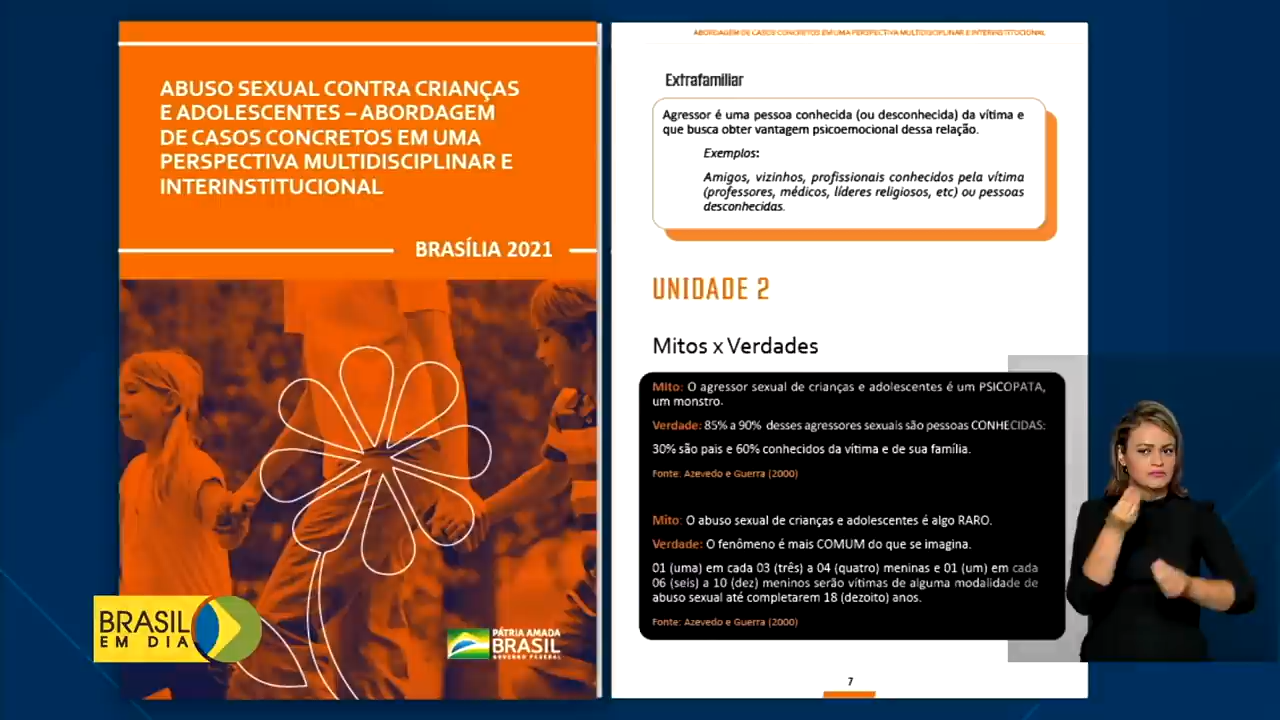 ABUSO SEXUAL CONTRA CRIANÇAS
E ADOLESCENTES – ABORDAGEM
DE CASOS CONCRETOS EM UMA
PERSPECTIVA MULTIDISCIPLINAR E
INTERINSTITUCIONAL
BRASÍLIA 2021
BRASIL
EM DIA
PÁTRIA AMADA
BRASIL
GOVERNO FEDERAL
ABORDAGEM DE CASOS CONCRETOS EM UMA PERSPECTIVA MULTIDISCIPLINAR E INTERINSTITUCIONAL
Extrafamiliar
Agressor é uma pessoa conhecida (ou desconhecida) da vítima e
que busca obter vantagem psicoemocional dessa relação.
Exemplos:
Amigos, vizinhos, profissionais conhecidos pela vítima
(professores, médicos, líderes religiosos, etc) ou pessoas
desconhecidas.
UNIDADE 2
Mitos x Verdades
Mito: O agressor sexual de crianças e adolescentes é um PSICOPATA,
um monstro.
Verdade: 85% a 90% desses agressores sexuais são pessoas CONHECIDAS:
30% são pais e 60% conhecidos da vítima e de sua família.
Fonte: Azevedo e Guerra (2000)
Mito: O abuso sexual de crianças e adolescentes é algo RARO.
Verdade: O fenômeno é mais COMUM do que se imagina.
01 (uma) em cada 03 (três) a 04 (quatro) meninas e 01 (um) em cada
06 (seis) a 10 (dez) meninos serão vítimas de alguma modalidade de
abuso sexual até completarem 18 (dezoito) anos.
Fonte: Azevedo e Guerra (2000)
7